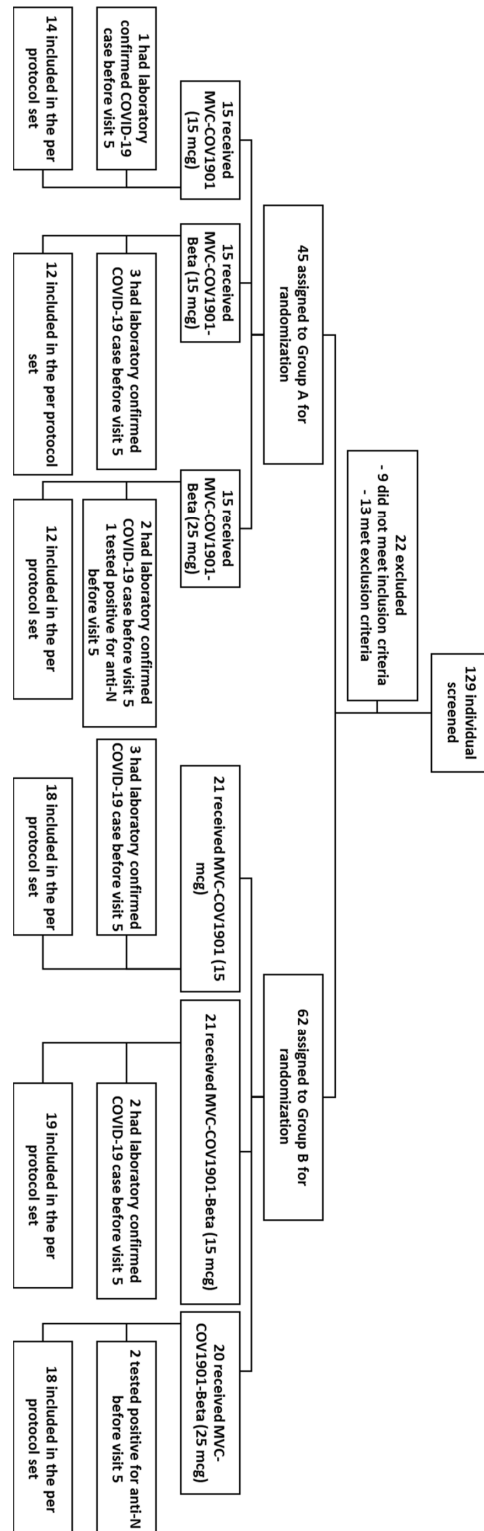 129 individual
screened
22 excluded
- 9 did not meet inclusion criteria
- 13 met exclusion criteria
45 assigned to Group A for
randomization
62 assigned to Group B for
randomization
15 received
MVC-COV1901
(15 mcg)
15 received
MVC-COV1901-
Beta (15 mcg)
15 received
MVC-COV1901-
Beta (25 mcg)
21 received MVC-COV1901 (15
mcg)
21 received MVC-COV1901-Beta (15 mcg)
20 received MVC-
COV1901-Beta (25 mcg)
1 had laboratory
confirmed COVID-19
case before visit 5
3 had laboratory confirmed
COVID-19 case before visit 5
2 had laboratory confirmed
COVID-19 case before visit 5
1 tested positive for anti-N
before visit 5
3 had laboratory confirmed
COVID-19 case before visit 5
2 had laboratory confirmed
COVID-19 case before visit 5
2 tested positive for anti-N
before visit 5
14 included in the per
protocol set
12 included in the per protocol
set
12 included in the per
protocol set
18 included in the per
protocol set
19 included in the per
protocol set
18 included in the per
protocol set